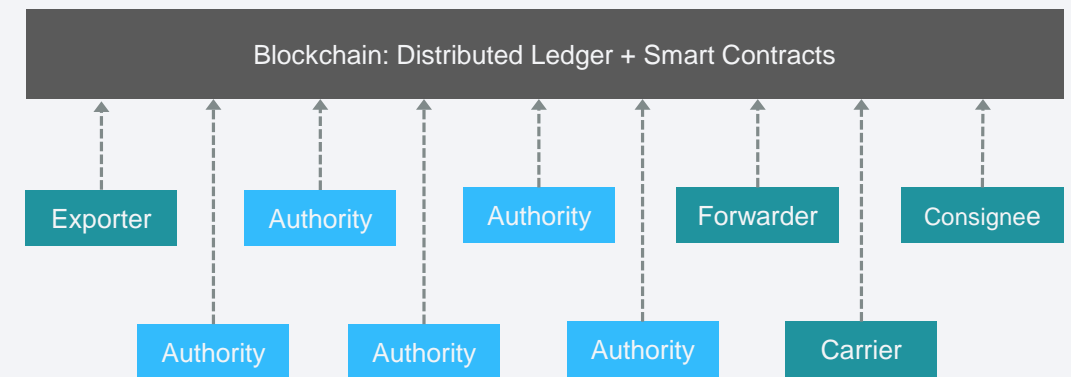 Blockchain: Distributed Ledger + Smart Contracts
Exporter
Authority
Authority
Forwarder
Consignee
Authority
Authority
Authority
Carrier